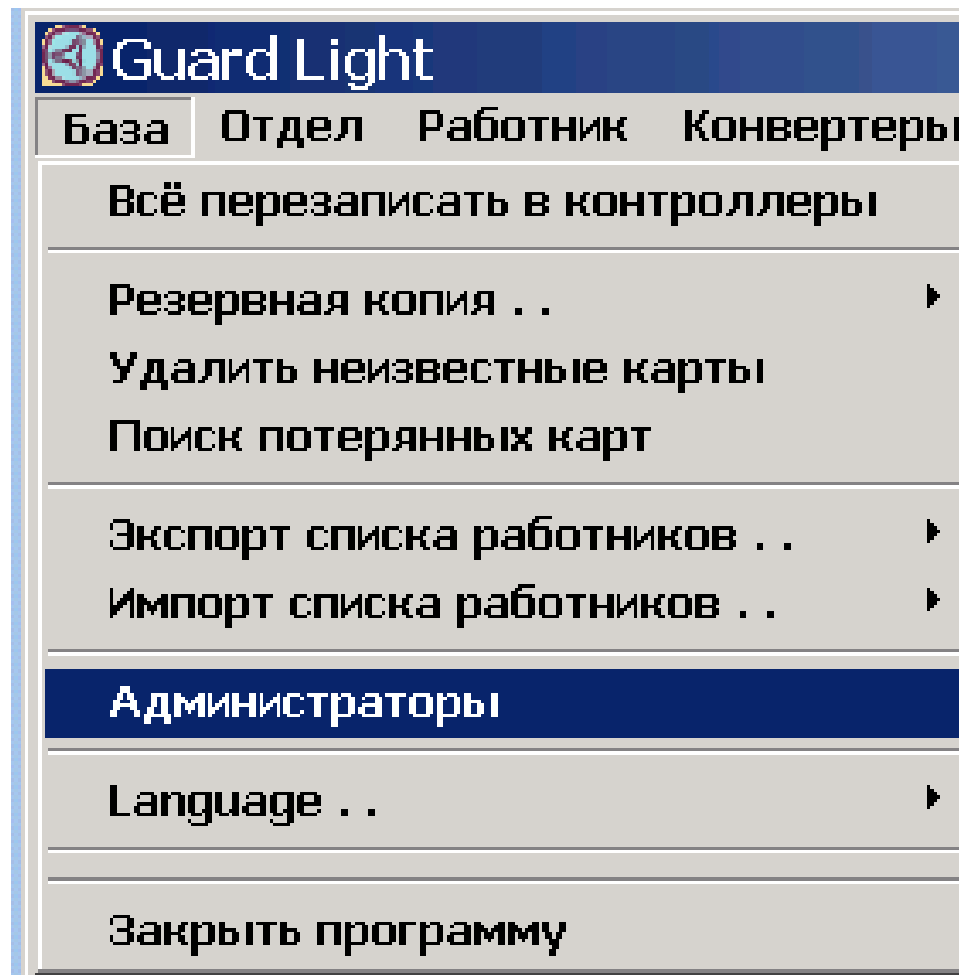 Guard Light
База Отдел Работник Конвертеры
Всё перезаписать в контроллеры
Резервная копия . .
Удалить неизвестные карты
Поиск потерянных карт
Экспорт списка работников . .
Импорт списка работников . .
Администраторы
Language . .
Закрыть программу